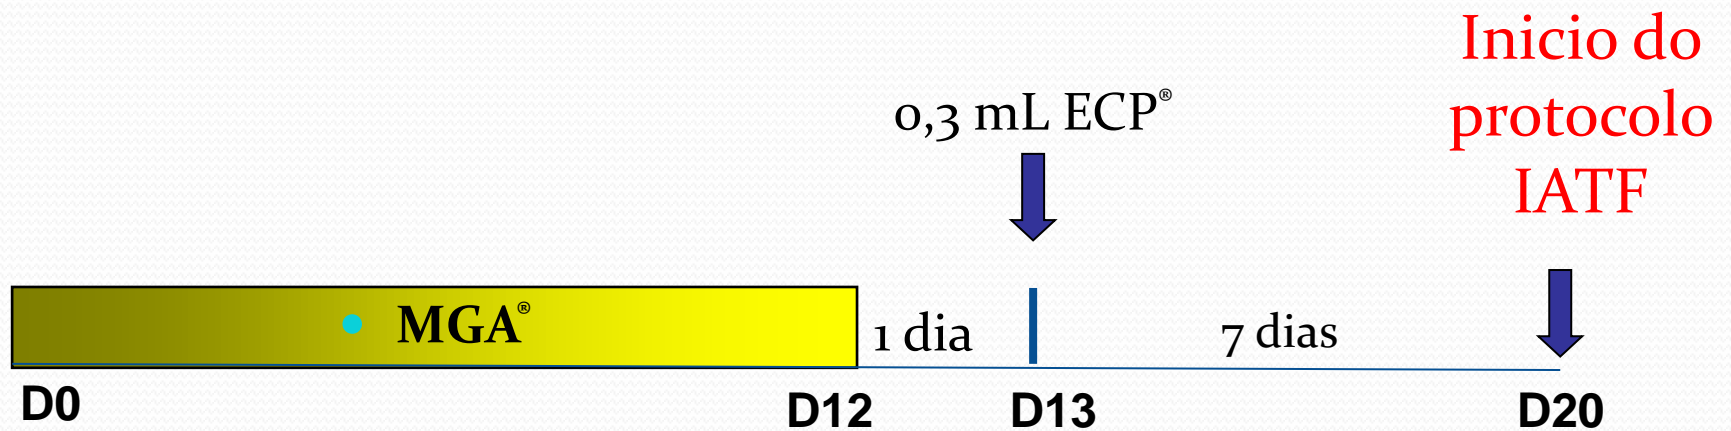 Inicio do
protocolo
IATF
0,3 mL ECP®
MGA®
1 dia
7 dias
D0
D12
D13
D20